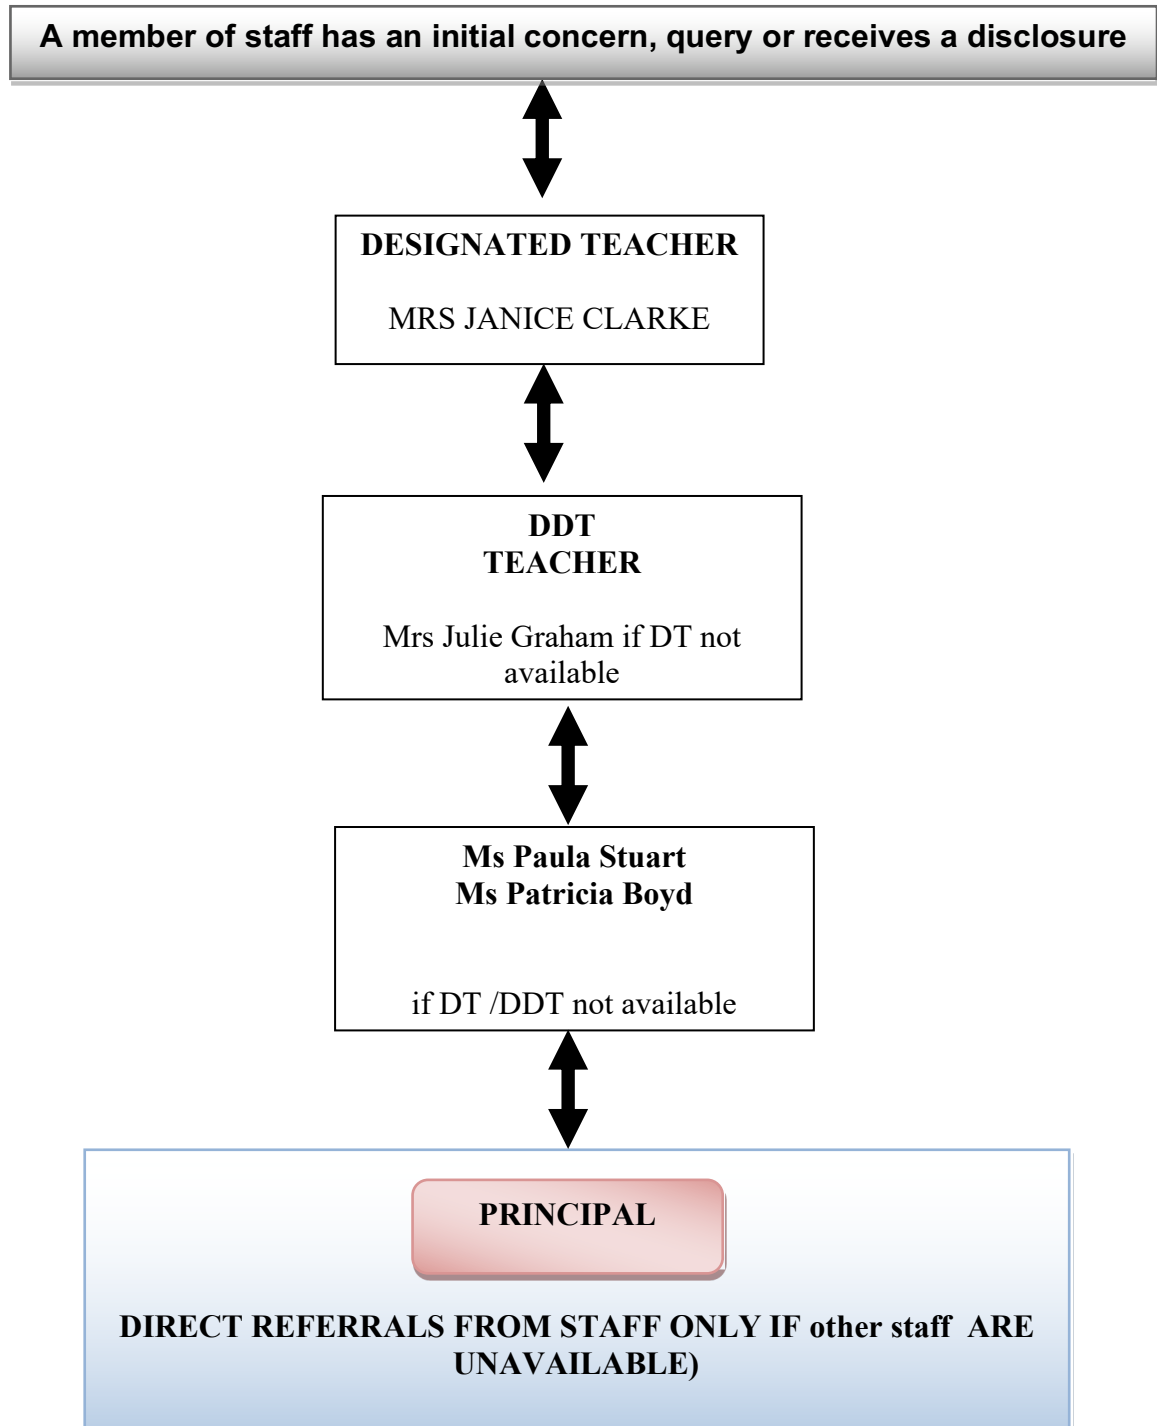 A member of staff has an initial concern, query or receives a disclosure
DESIGNATED TEACHER
MRS JANICE CLARKE
DDT
TEACHER
Mrs Julie Graham if DT not
available
Ms Paula Stuart
Ms Patricia Boyd
if DT /DDT not available
PRINCIPAL
DIRECT REFERRALS FROM STAFF ONLY IF other staff  ARE
UNAVAILABLE)